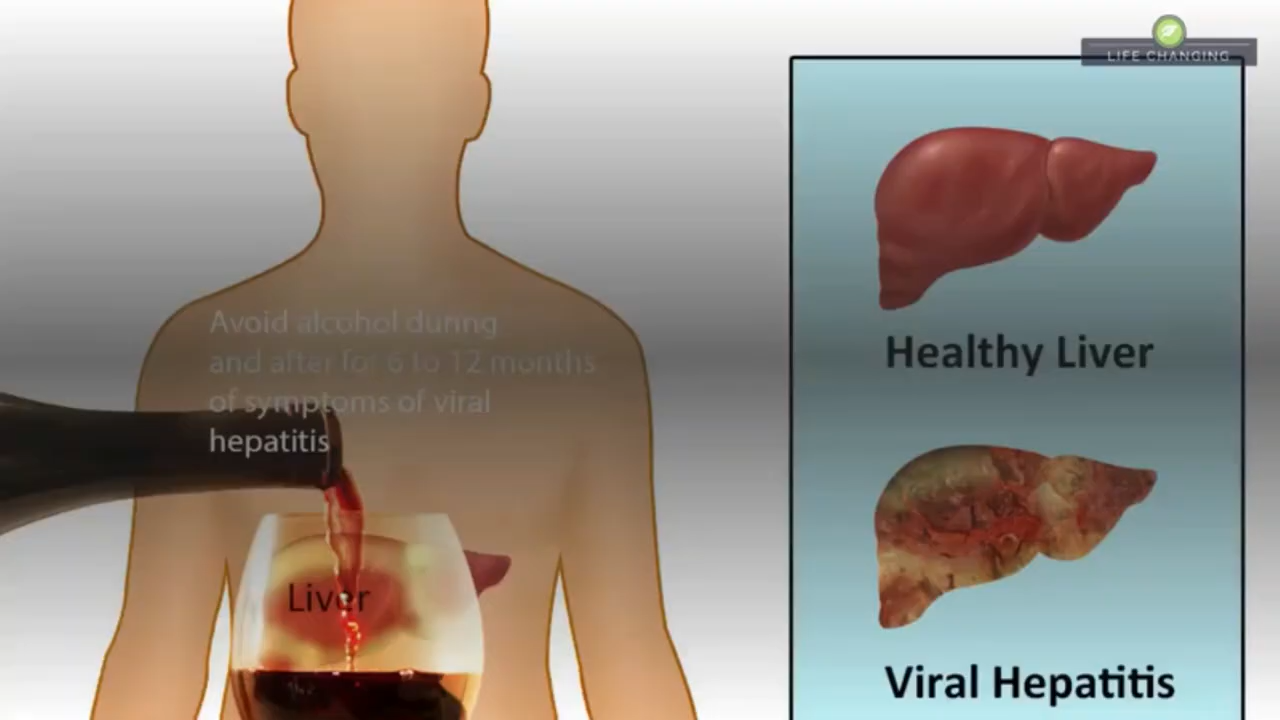 LIFE CHANGING
Avoid alcohol during
and after for 6 to 12 months
of symptoms of viral
hepatitis
Liver
Healthy Liver
Viral Hepatitis